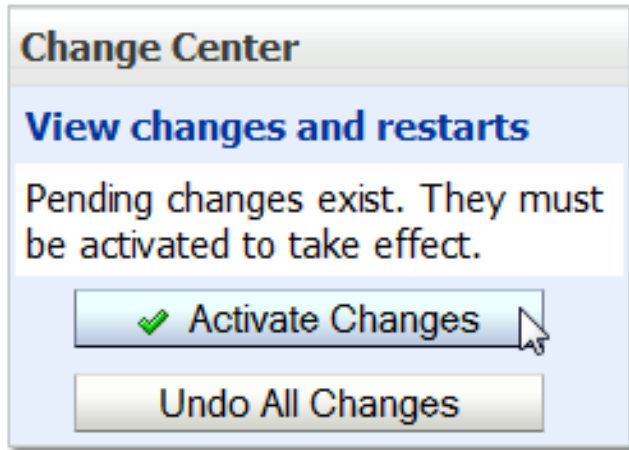 Change Center
View changes and restarts
Pending changes exist. They must
be activated to take effect.
Activate Changes
Undo All Changes